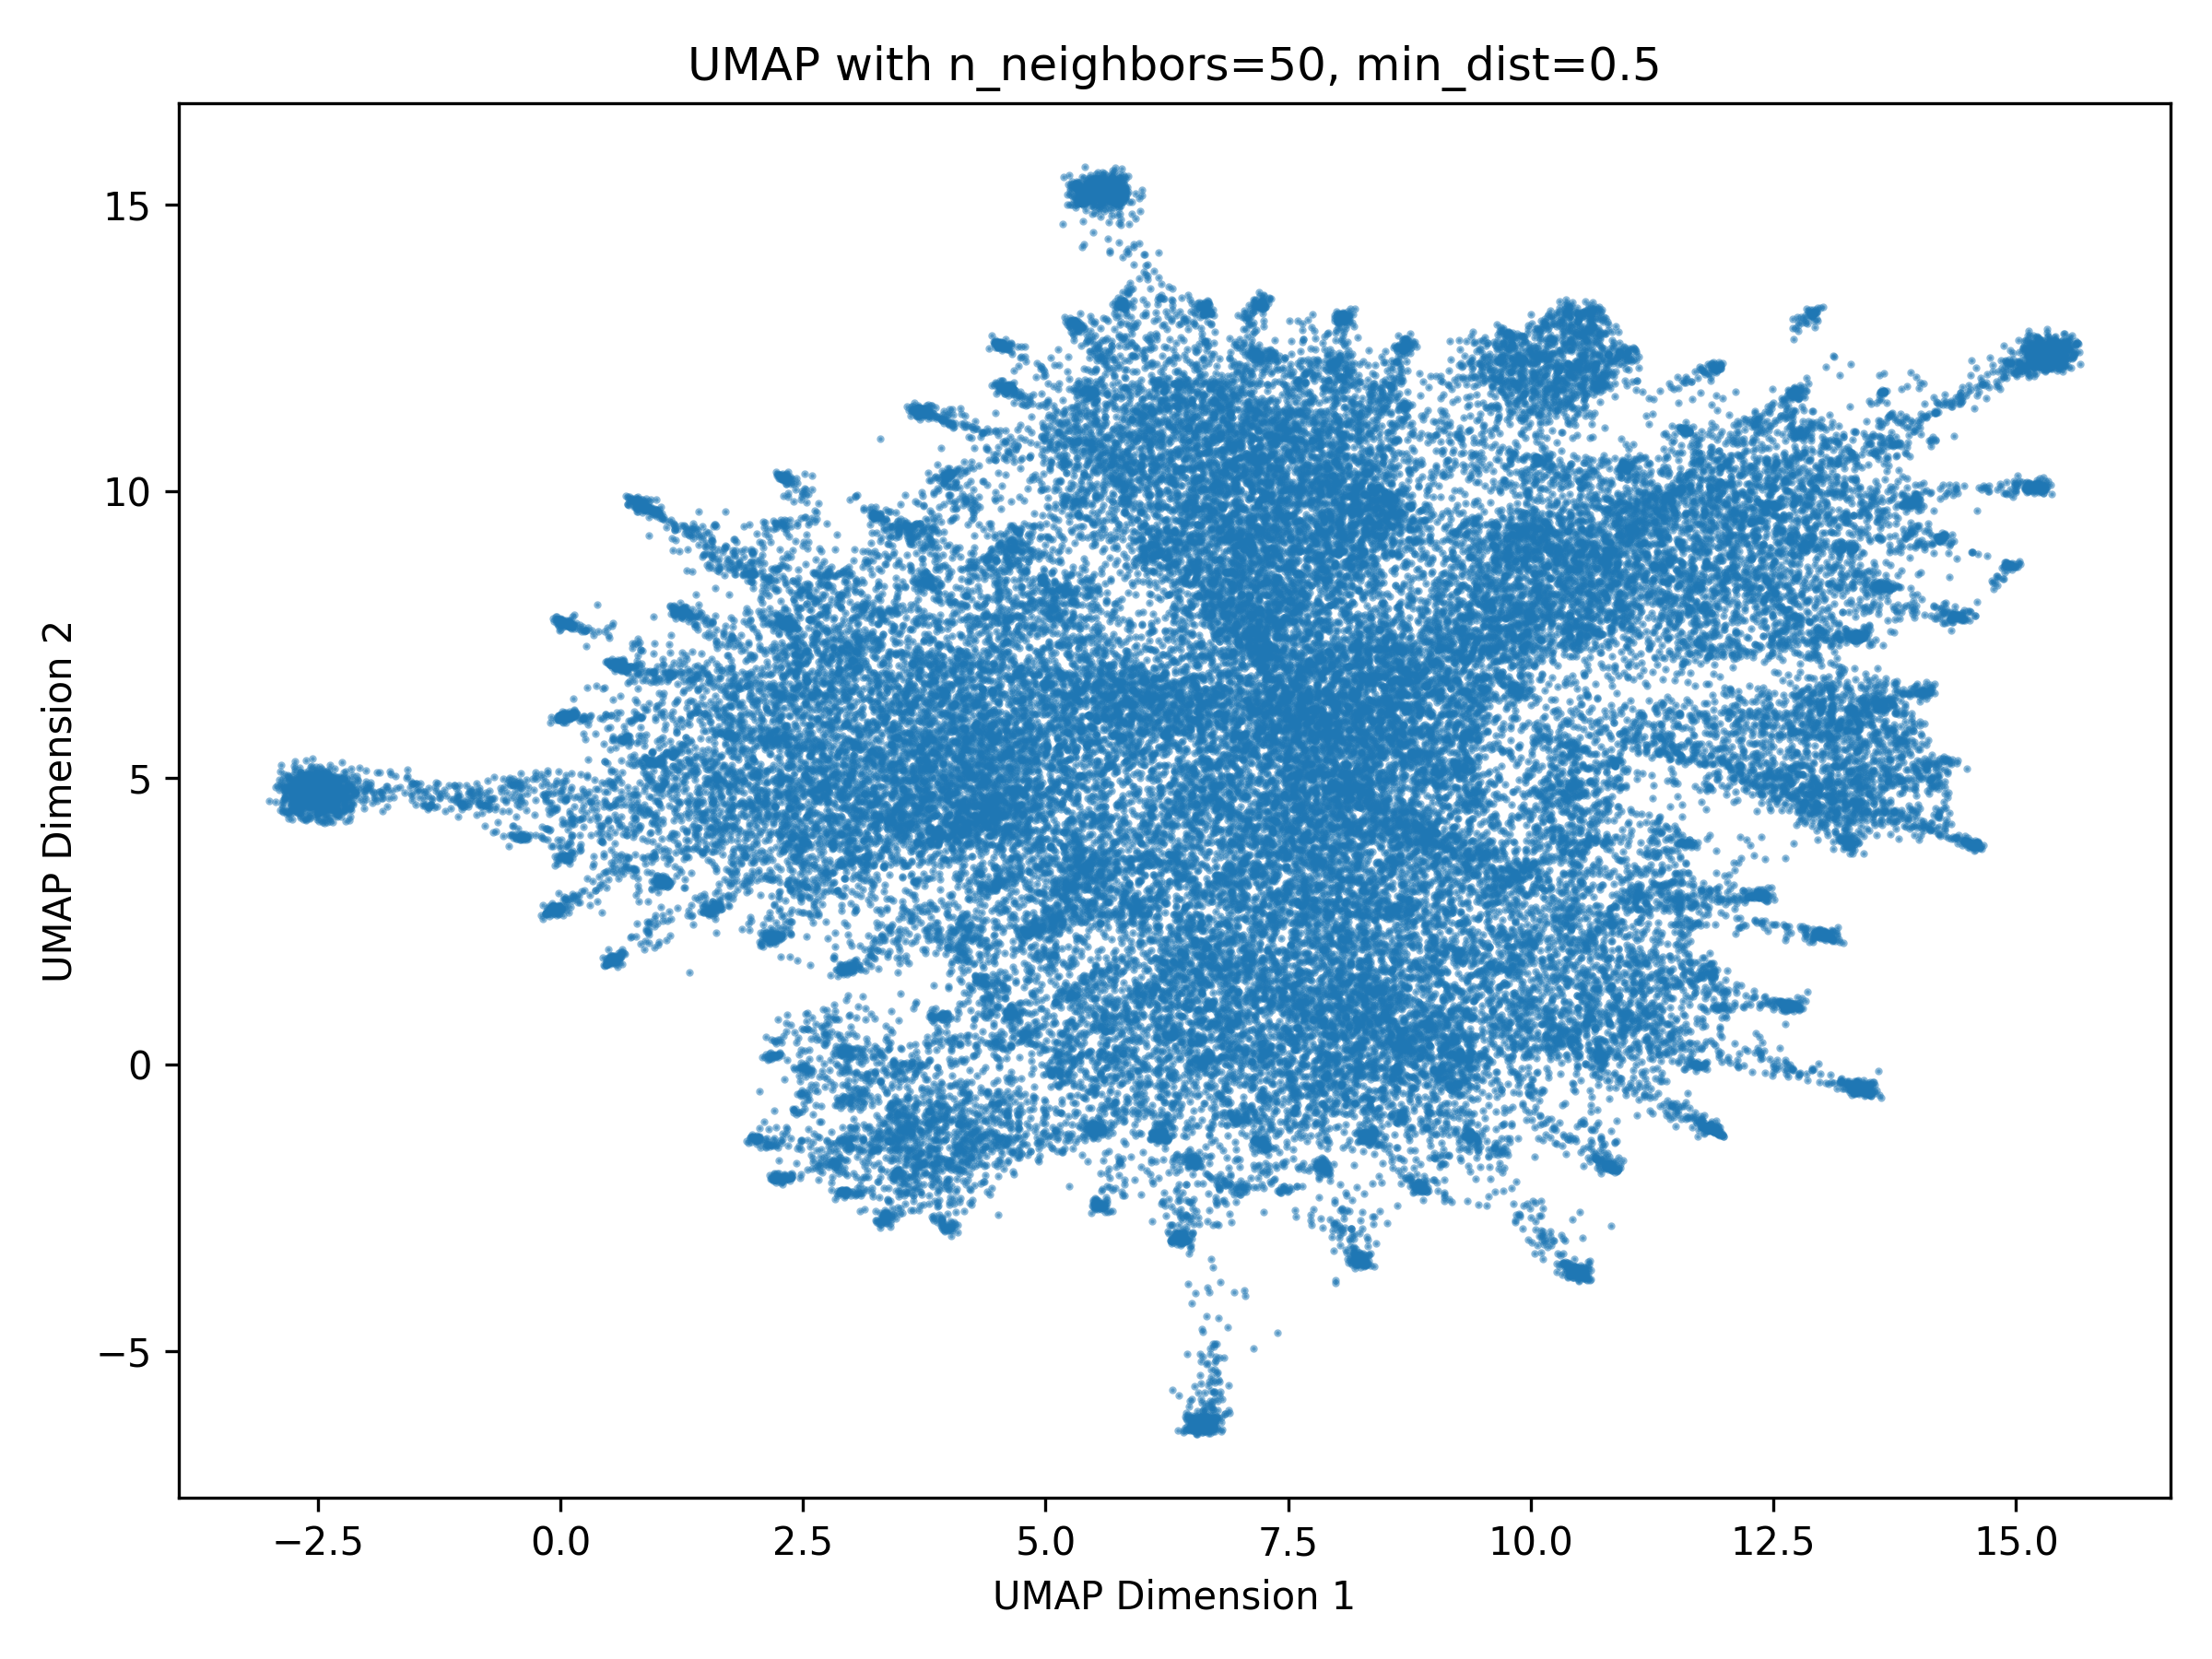 UMAP with n_neighbors=50, min_dist=0.5
15
10
5
0
−5
UMAP Dimension 2
−2.5 0.0 2.5 5.0 7.5 10.0 12.5 15.0
UMAP Dimension 1